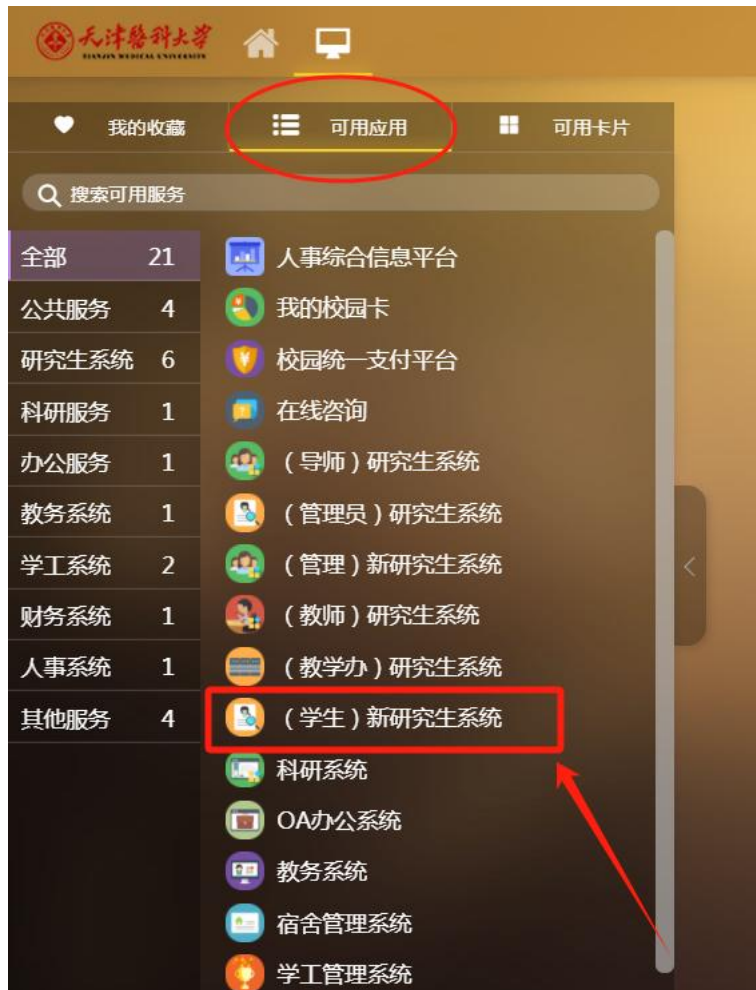 天津醫科大学
TIANJIN MEDICAL UNIVERSITY
我的收藏 可用应用 可用卡片
搜索可用服务
全部 21
公共服务 4
研究生系统 6
科研服务 1
办公服务 1
教务系统 1
学工系统 2
财务系统 1
人事系统 1
其他服务 4
人事综合信息平台
我的校园卡
校园统一支付平台
在线咨询
（导师）研究生系统
（管理员）研究生系统
（管理）新研究生系统
（教师）研究生系统
（教学办）研究生系统
（学生）新研究生系统
科研系统
OA办公系统
教务系统
宿舍管理系统
学工管理系统